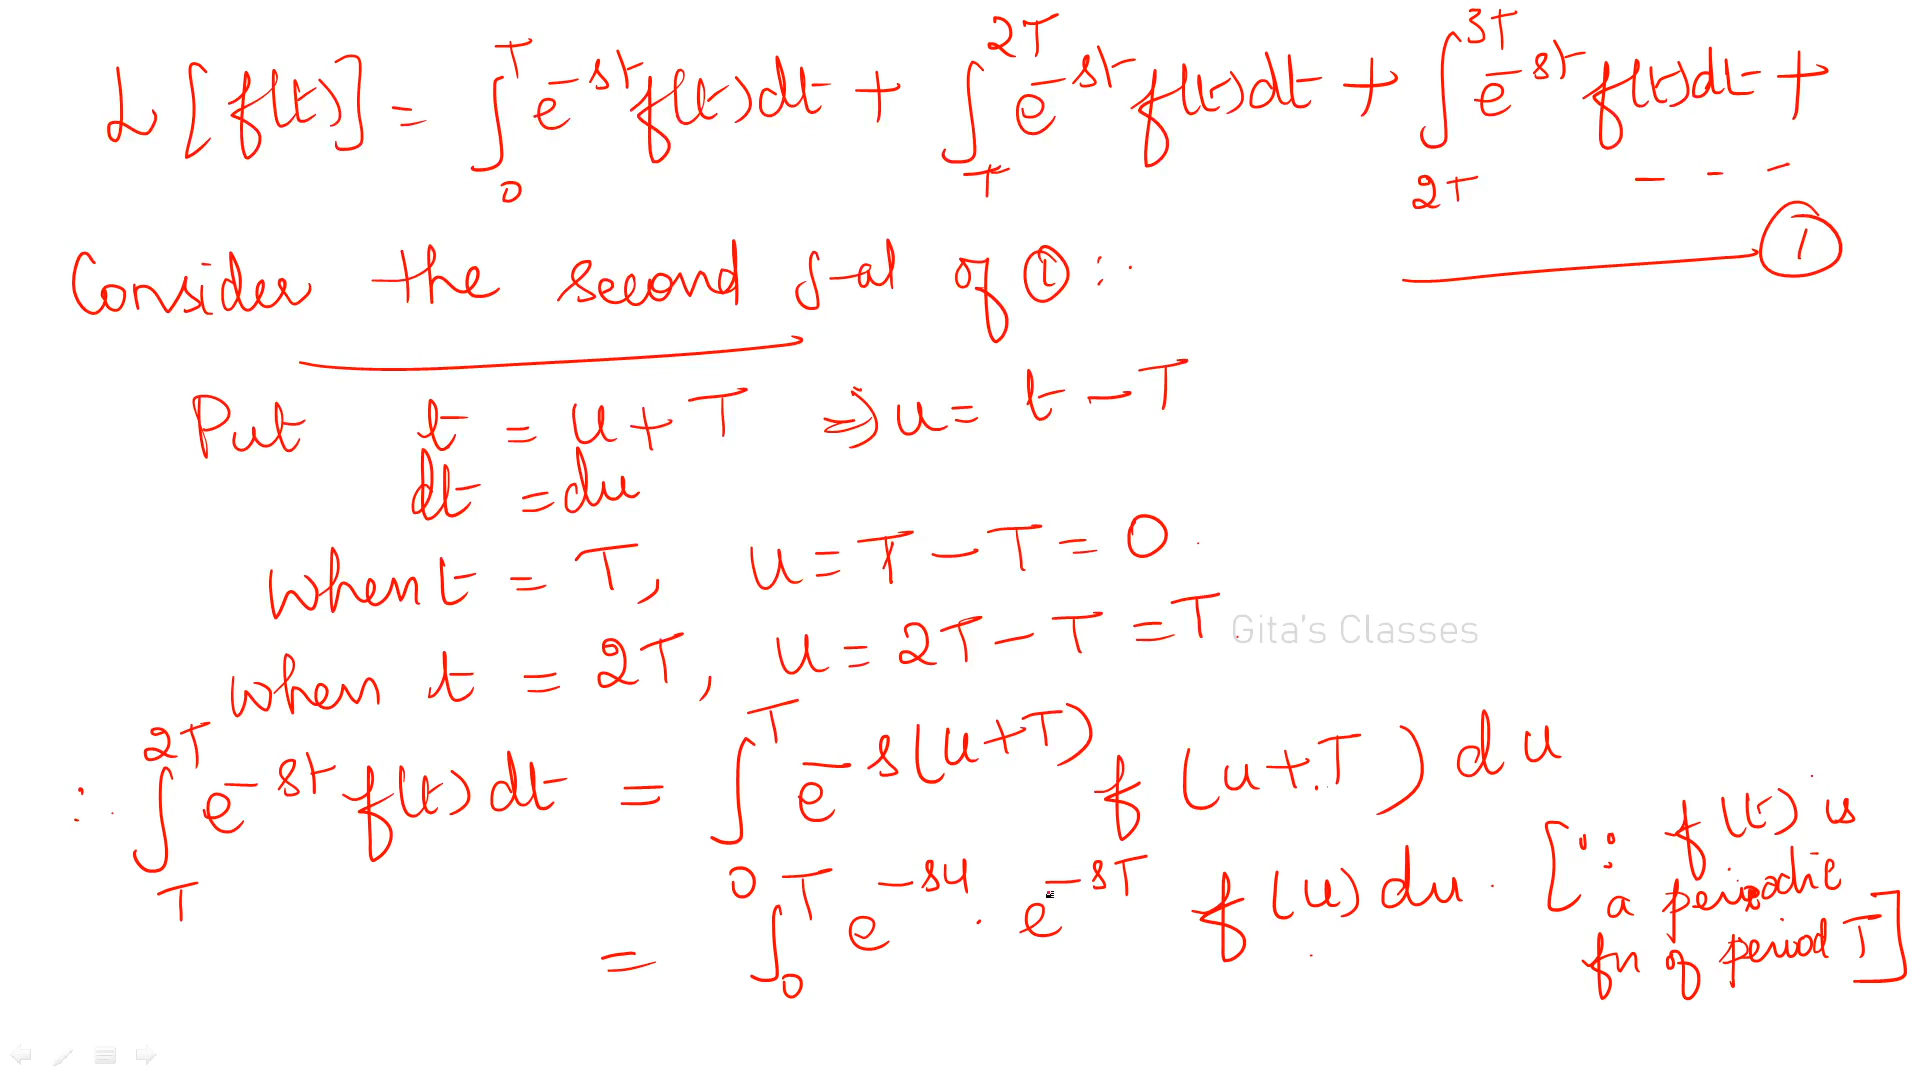 L[f(t)] = ∫₀ᵀ e^{-st} f(t)dt + ∫_T^{2T} e^{-st} f(t)dt + ∫_{2T}^{3T} e^{-st} f(t)dt + - - -
①
Consider the second ∫-al of ① :
Put t = u + T ⇒ u = t - T
dt = du
when t = T, u = T - T = 0
when t = 2T, u = 2T - T = T
Gita's Classes
∴ ∫_T^{2T} e^{-st} f(t)dt = ∫₀ᵀ e^{-s(u+T)} f(u+T) du
= ∫₀ᵀ e^{-su} · e^{-sT} f(u) du. [∵ f(t) is
a periodic
fn of period T]